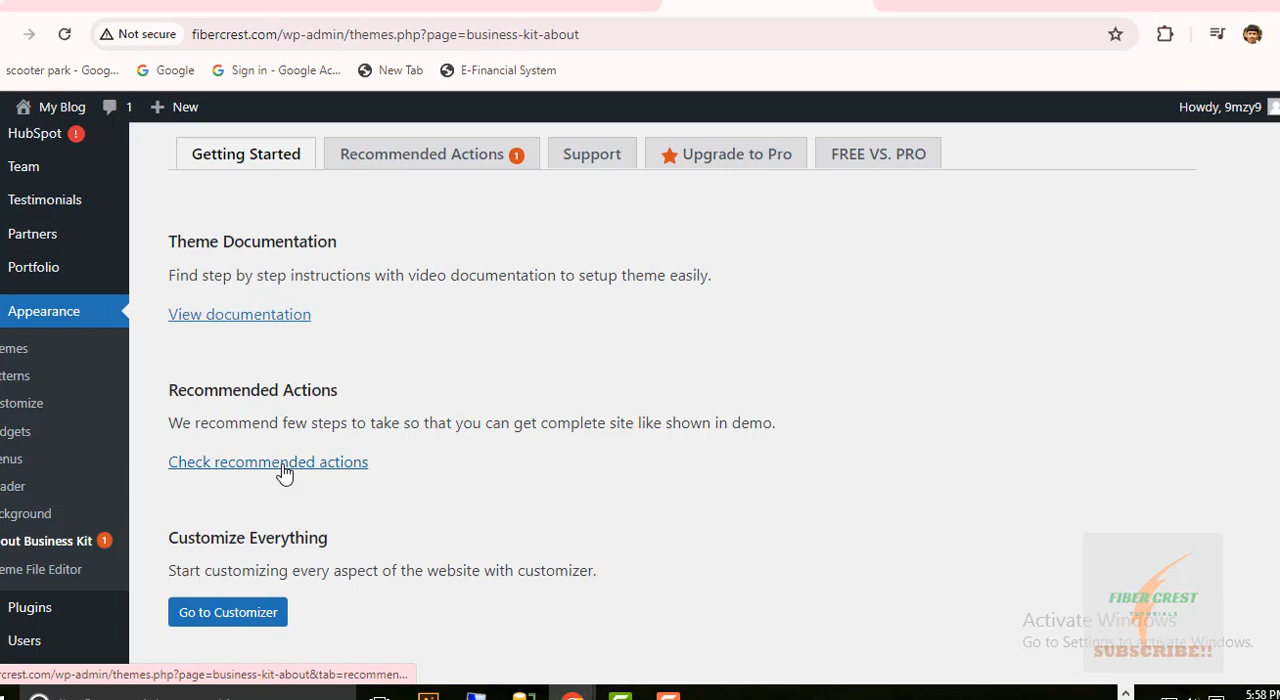 Not secure fibercrest.com/wp-admin/themes.php?page=business-kit-about
scooter park - Goog... Google Sign in - Google Ac... New Tab E-Financial System
My Blog 1 New Howdy, 9mzy9
HubSpot !
Team
Testimonials
Partners
Portfolio
Appearance
emes
tterns
stomize
dgets
enus
ader
ckground
out Business Kit 1
eme File Editor
Plugins
Users
Getting Started Recommended Actions 1 Support Upgrade to Pro FREE VS. PRO
Theme Documentation
Find step by step instructions with video documentation to setup theme easily.
View documentation
Recommended Actions
We recommend few steps to take so that you can get complete site like shown in demo.
Check recommended actions
Customize Everything
Start customizing every aspect of the website with customizer.
Go to Customizer
FIBER CREST
TUTORIALS
SUBSCRIBE!!
Activate Windows
Go to Settings to activate Windows.
rcrest.com/wp-admin/themes.php?page=business-kit-about&tab=recommen...
5:58 PM